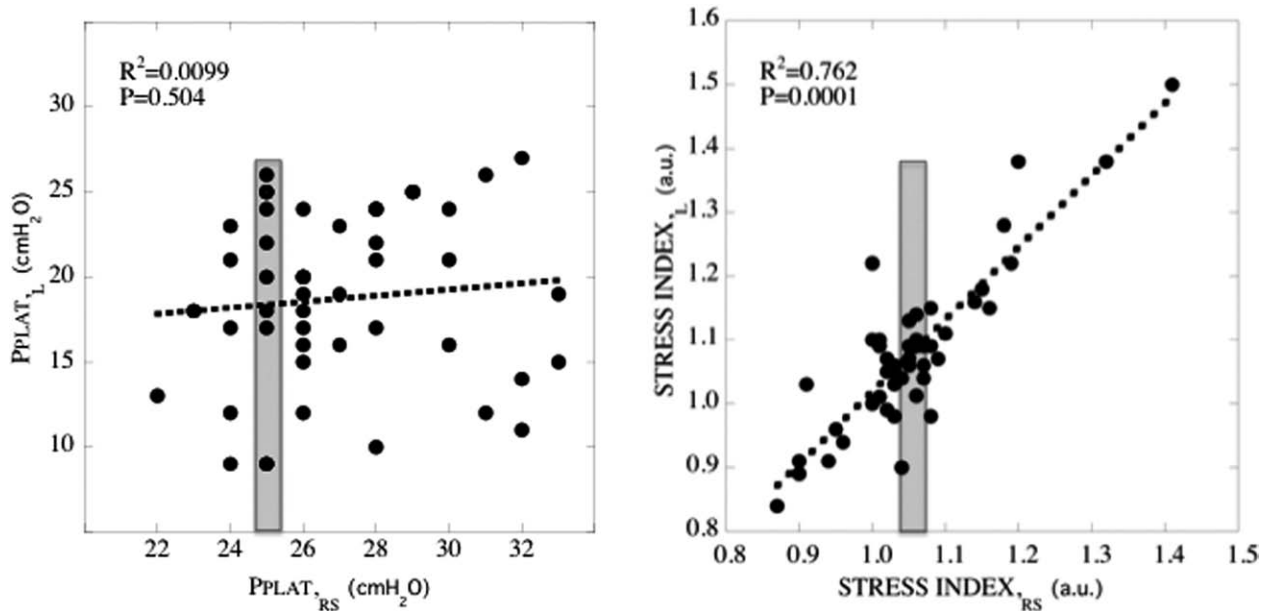 R²=0.0099
P=0.504
30
25
20
15
10
22 24 26 28 30 32
PPLAT,L (cmH2O)
PPLAT,RS (cmH2O)
R²=0.762
P=0.0001
1.6
1.5
1.4
1.3
1.2
1.1
1.0
0.9
0.8
0.8 0.9 1.0 1.1 1.2 1.3 1.4 1.5
STRESS INDEX,L (a.u.)
STRESS INDEX,RS (a.u.)